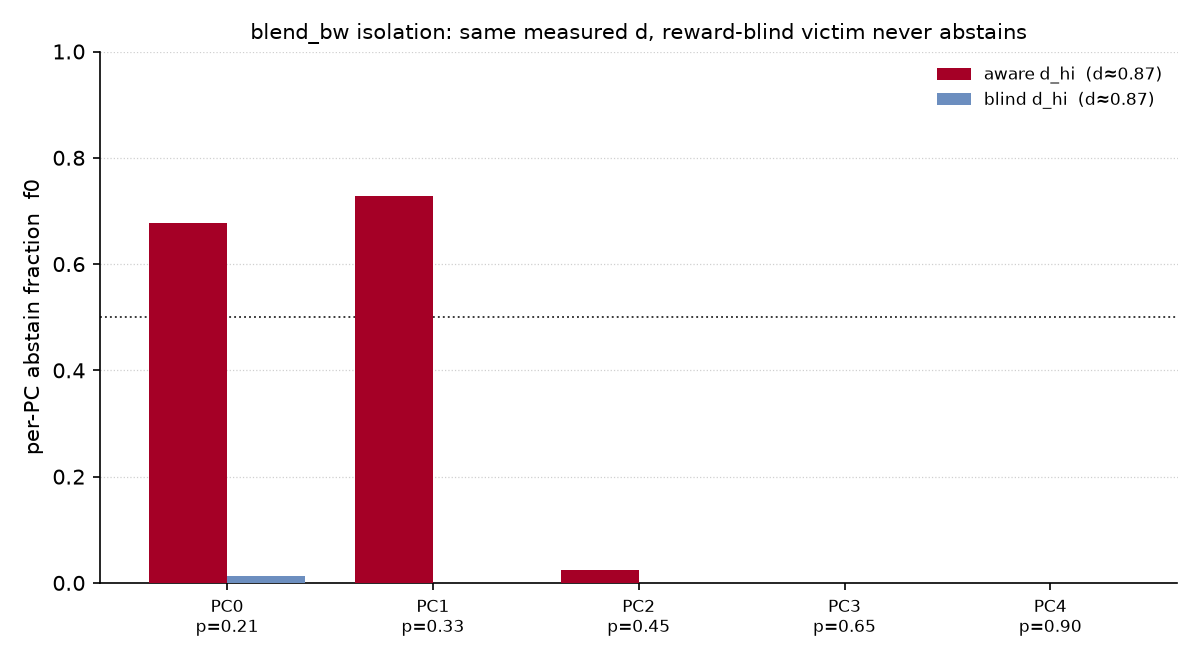 blend_bw isolation: same measured d, reward-blind victim never abstains
aware d_hi  (d≈0.87)
blind d_hi  (d≈0.87)
per-PC abstain fraction  f0
1.0
0.8
0.6
0.4
0.2
0.0
PC0
p=0.21
PC1
p=0.33
PC2
p=0.45
PC3
p=0.65
PC4
p=0.90